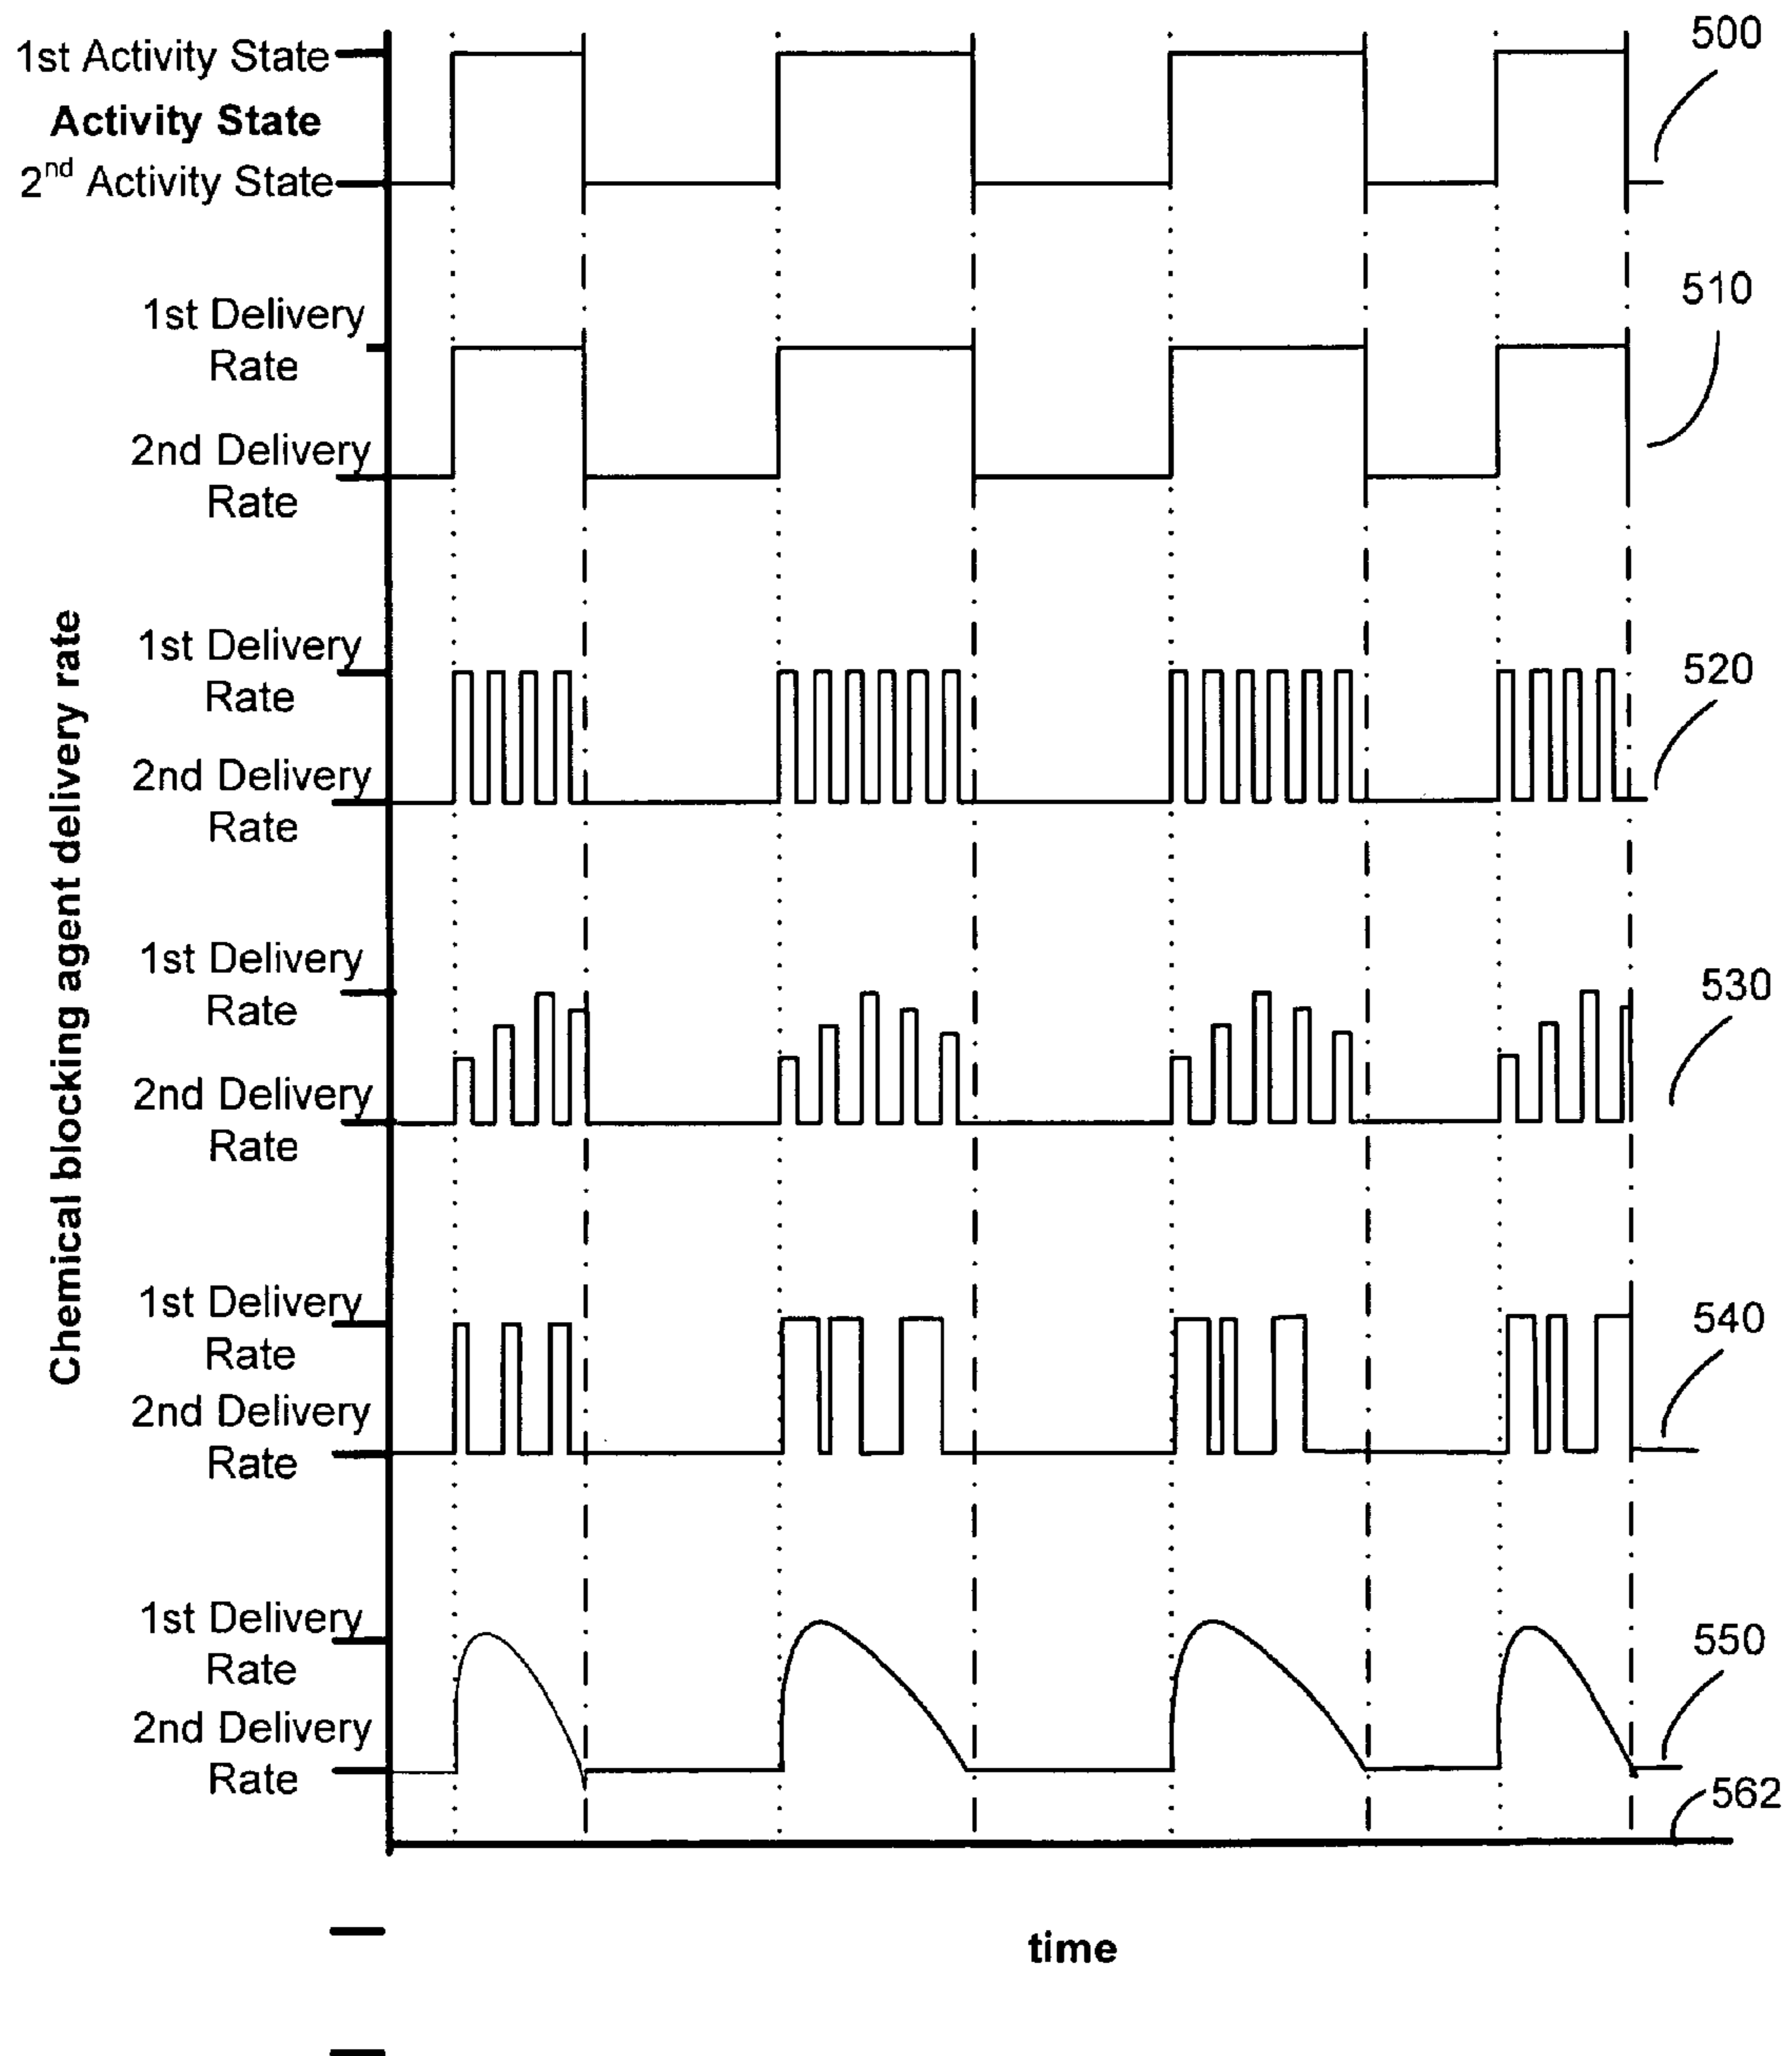 500
1st Activity State
Activity State
2nd Activity State
510
1st Delivery
Rate
2nd Delivery
Rate
Chemical blocking agent delivery rate
520
1st Delivery
Rate
2nd Delivery
Rate
530
1st Delivery
Rate
2nd Delivery
Rate
540
1st Delivery
Rate
2nd Delivery
Rate
550
1st Delivery
Rate
2nd Delivery
Rate
562
time